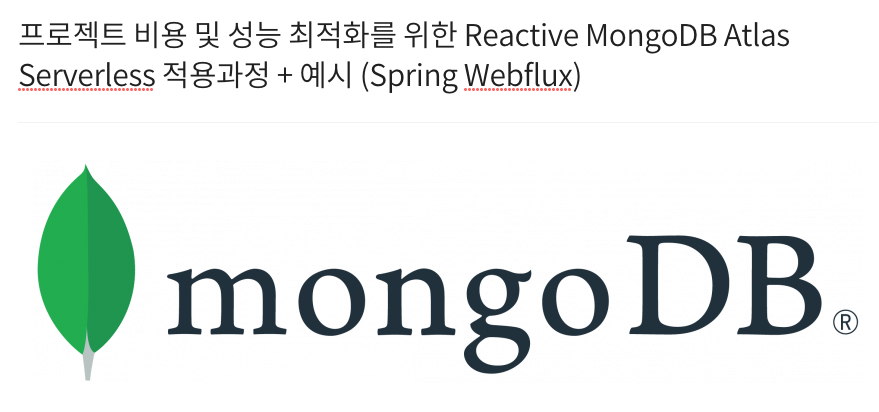 프로젝트 비용 및 성능 최적화를 위한 Reactive MongoDB Atlas
Serverless 적용과정 + 예시 (Spring Webflux)
mongoDB®